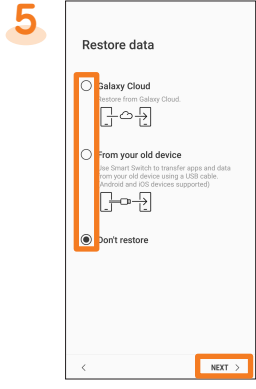 5
Restore data
Galaxy Cloud
Restore from Galaxy Cloud.
From your old device
Use Smart Switch to transfer apps and data
from your old device using a USB cable.
(Android and iOS devices supported)
Don't restore
< NEXT >